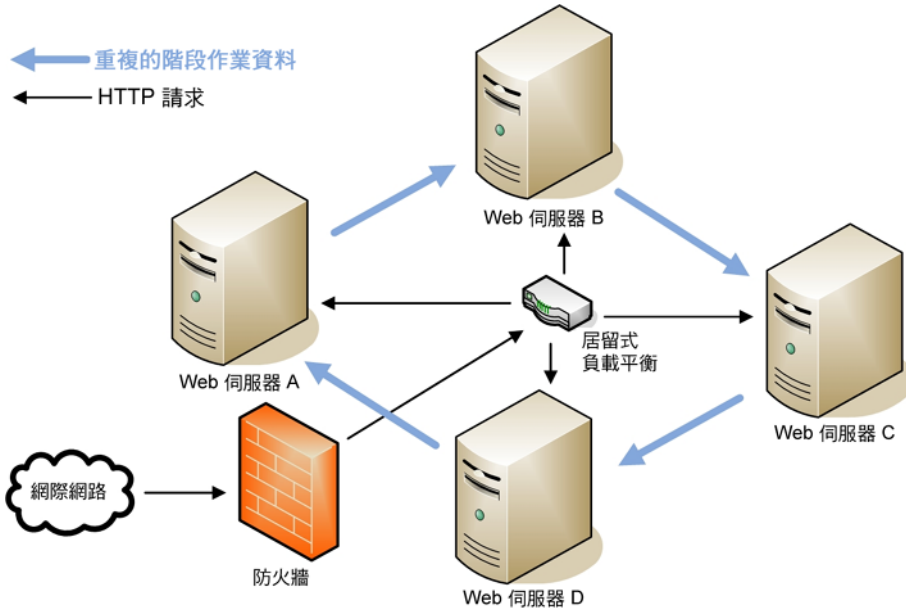 重複的階段作業資料
HTTP 請求
Web 伺服器 B
Web 伺服器 A
居留式
負載平衡
Web 伺服器 C
網際網路
防火牆
Web 伺服器 D